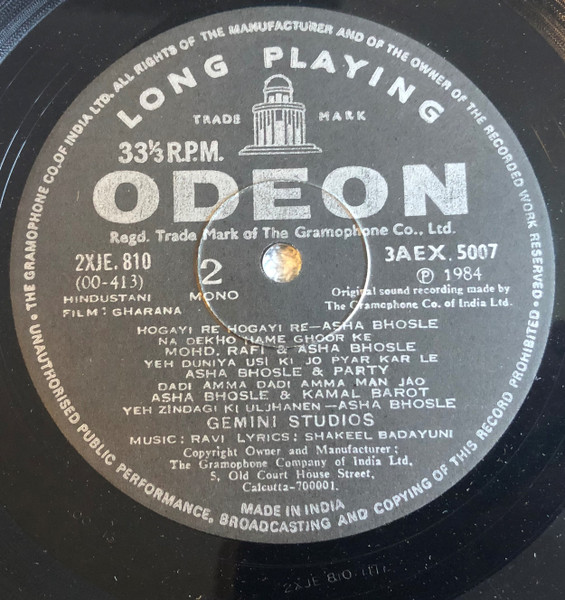 UNAUTHORISED PUBLIC PERFORMANCE, BROADCASTING AND COPYING OF THIS RECORD PROHIBITED • THE GRAMOPHONE CO. OF INDIA LTD. ALL RIGHTS OF THE MANUFACTURER AND OF THE OWNER OF THE RECORDED WORK RESERVED •
LONG PLAYING
TRADE MARK
33⅓ R.P.M.
ODEON
Regd. Trade Mark of The Gramophone Co., Ltd.
2XJE. 810
(00-413)
2
MONO
3AEX. 5007
Ⓟ 1984
HINDUSTANI
FILM : GHARANA
Original sound recording made by
The Gramophone Co. of India Ltd.
HOGAYI RE HOGAYI RE—ASHA BHOSLE
NA DEKHO HAME GHOOR KE
MOHD. RAFI & ASHA BHOSLE
YEH DUNIYA USI KI JO PYAR KAR LE
ASHA BHOSLE & PARTY
DADI AMMA DADI AMMA MAN JAO
ASHA BHOSLE & KAMAL BAROT
YEH ZINDAGI KI ULJHANEN—ASHA BHOSLE
GEMINI STUDIOS
MUSIC : RAVI LYRICS : SHAKEEL BADAYUNI
Copyright Owner and Manufacturer :
The Gramophone Company of India Ltd.
5, Old Court House Street,
Calcutta-700001.
MADE IN INDIA